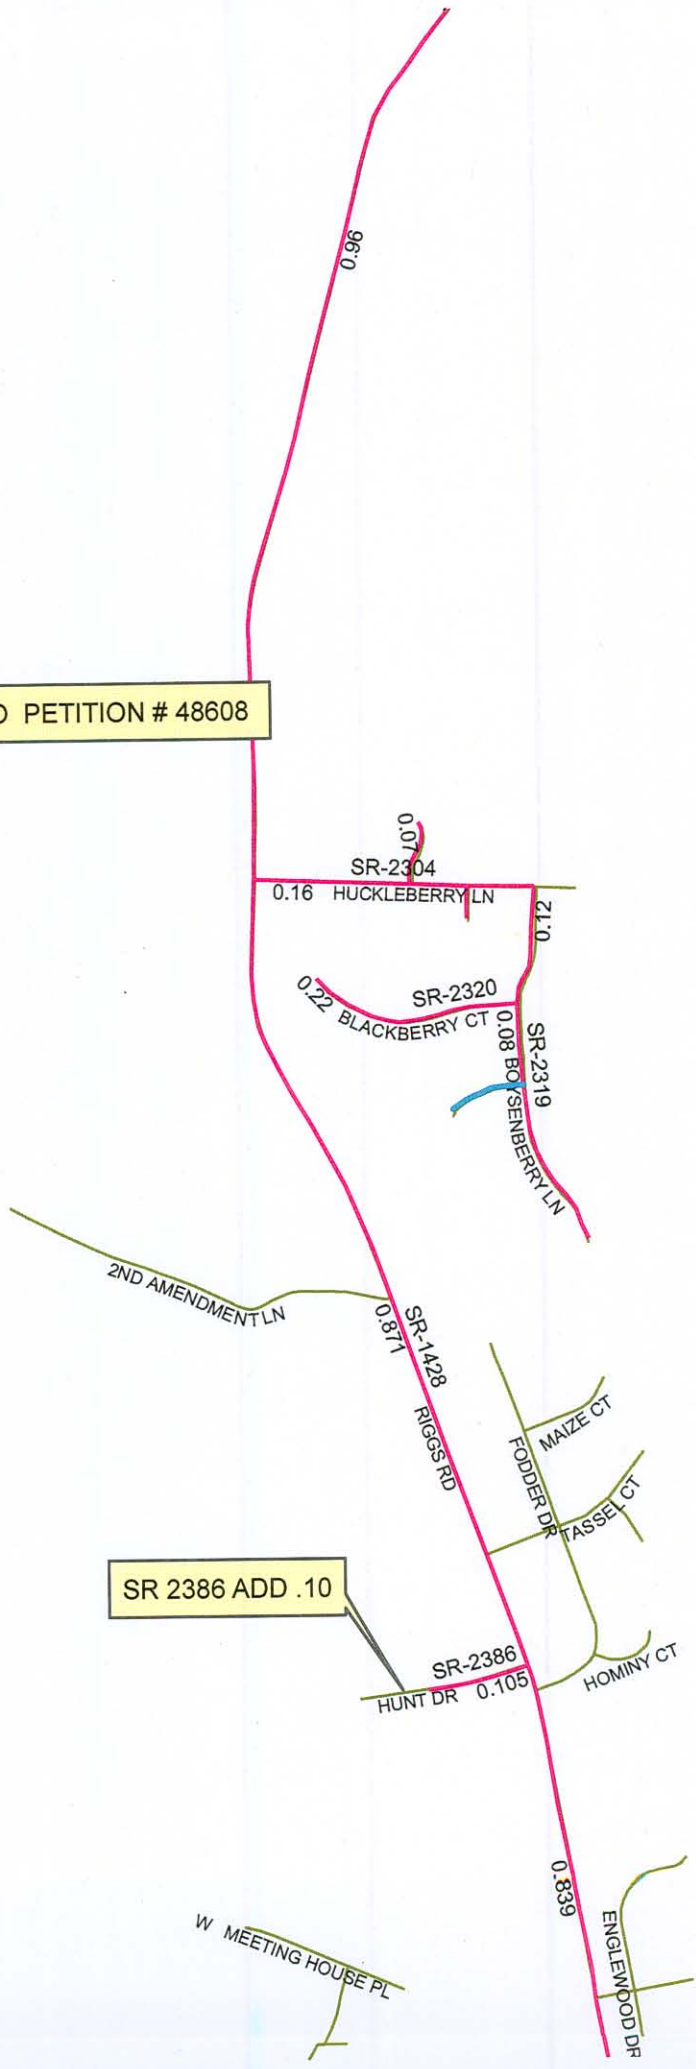 0.96
PETITION # 48608
0.07
SR-2304
0.16 HUCKLEBERRY LN
0.12
0.22 BLACKBERRY CT
SR-2320
0.08 BOYSENBERRY LN
SR-2319
2ND AMENDMENT LN
0.871
SR-1428
RIGGS RD
MAIZE CT
FODDER DR
TASSEL CT
SR 2386 ADD .10
SR-2386
HUNT DR 0.105
HOMINY CT
0.839
ENGLEWOOD DR
W MEETING HOUSE PL